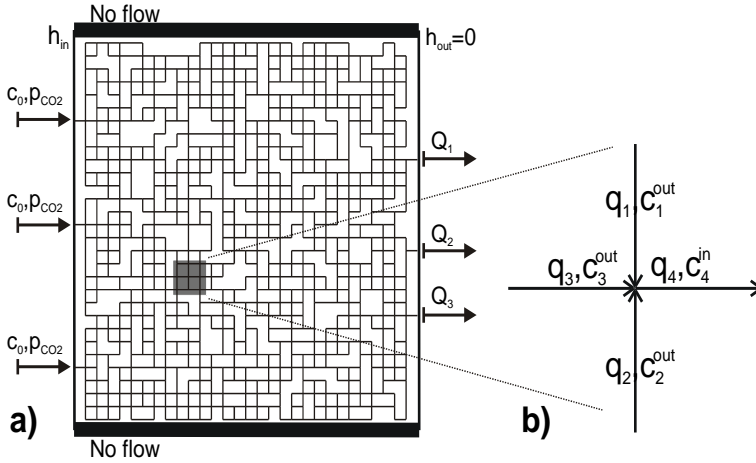 No flow
h_in
h_out=0
c_0,p_CO2
Q_1
c_0,p_CO2
Q_2
Q_3
c_0,p_CO2
q_1,c_1^out
q_3,c_3^out
q_4,c_4^in
q_2,c_2^out
a)
b)
No flow